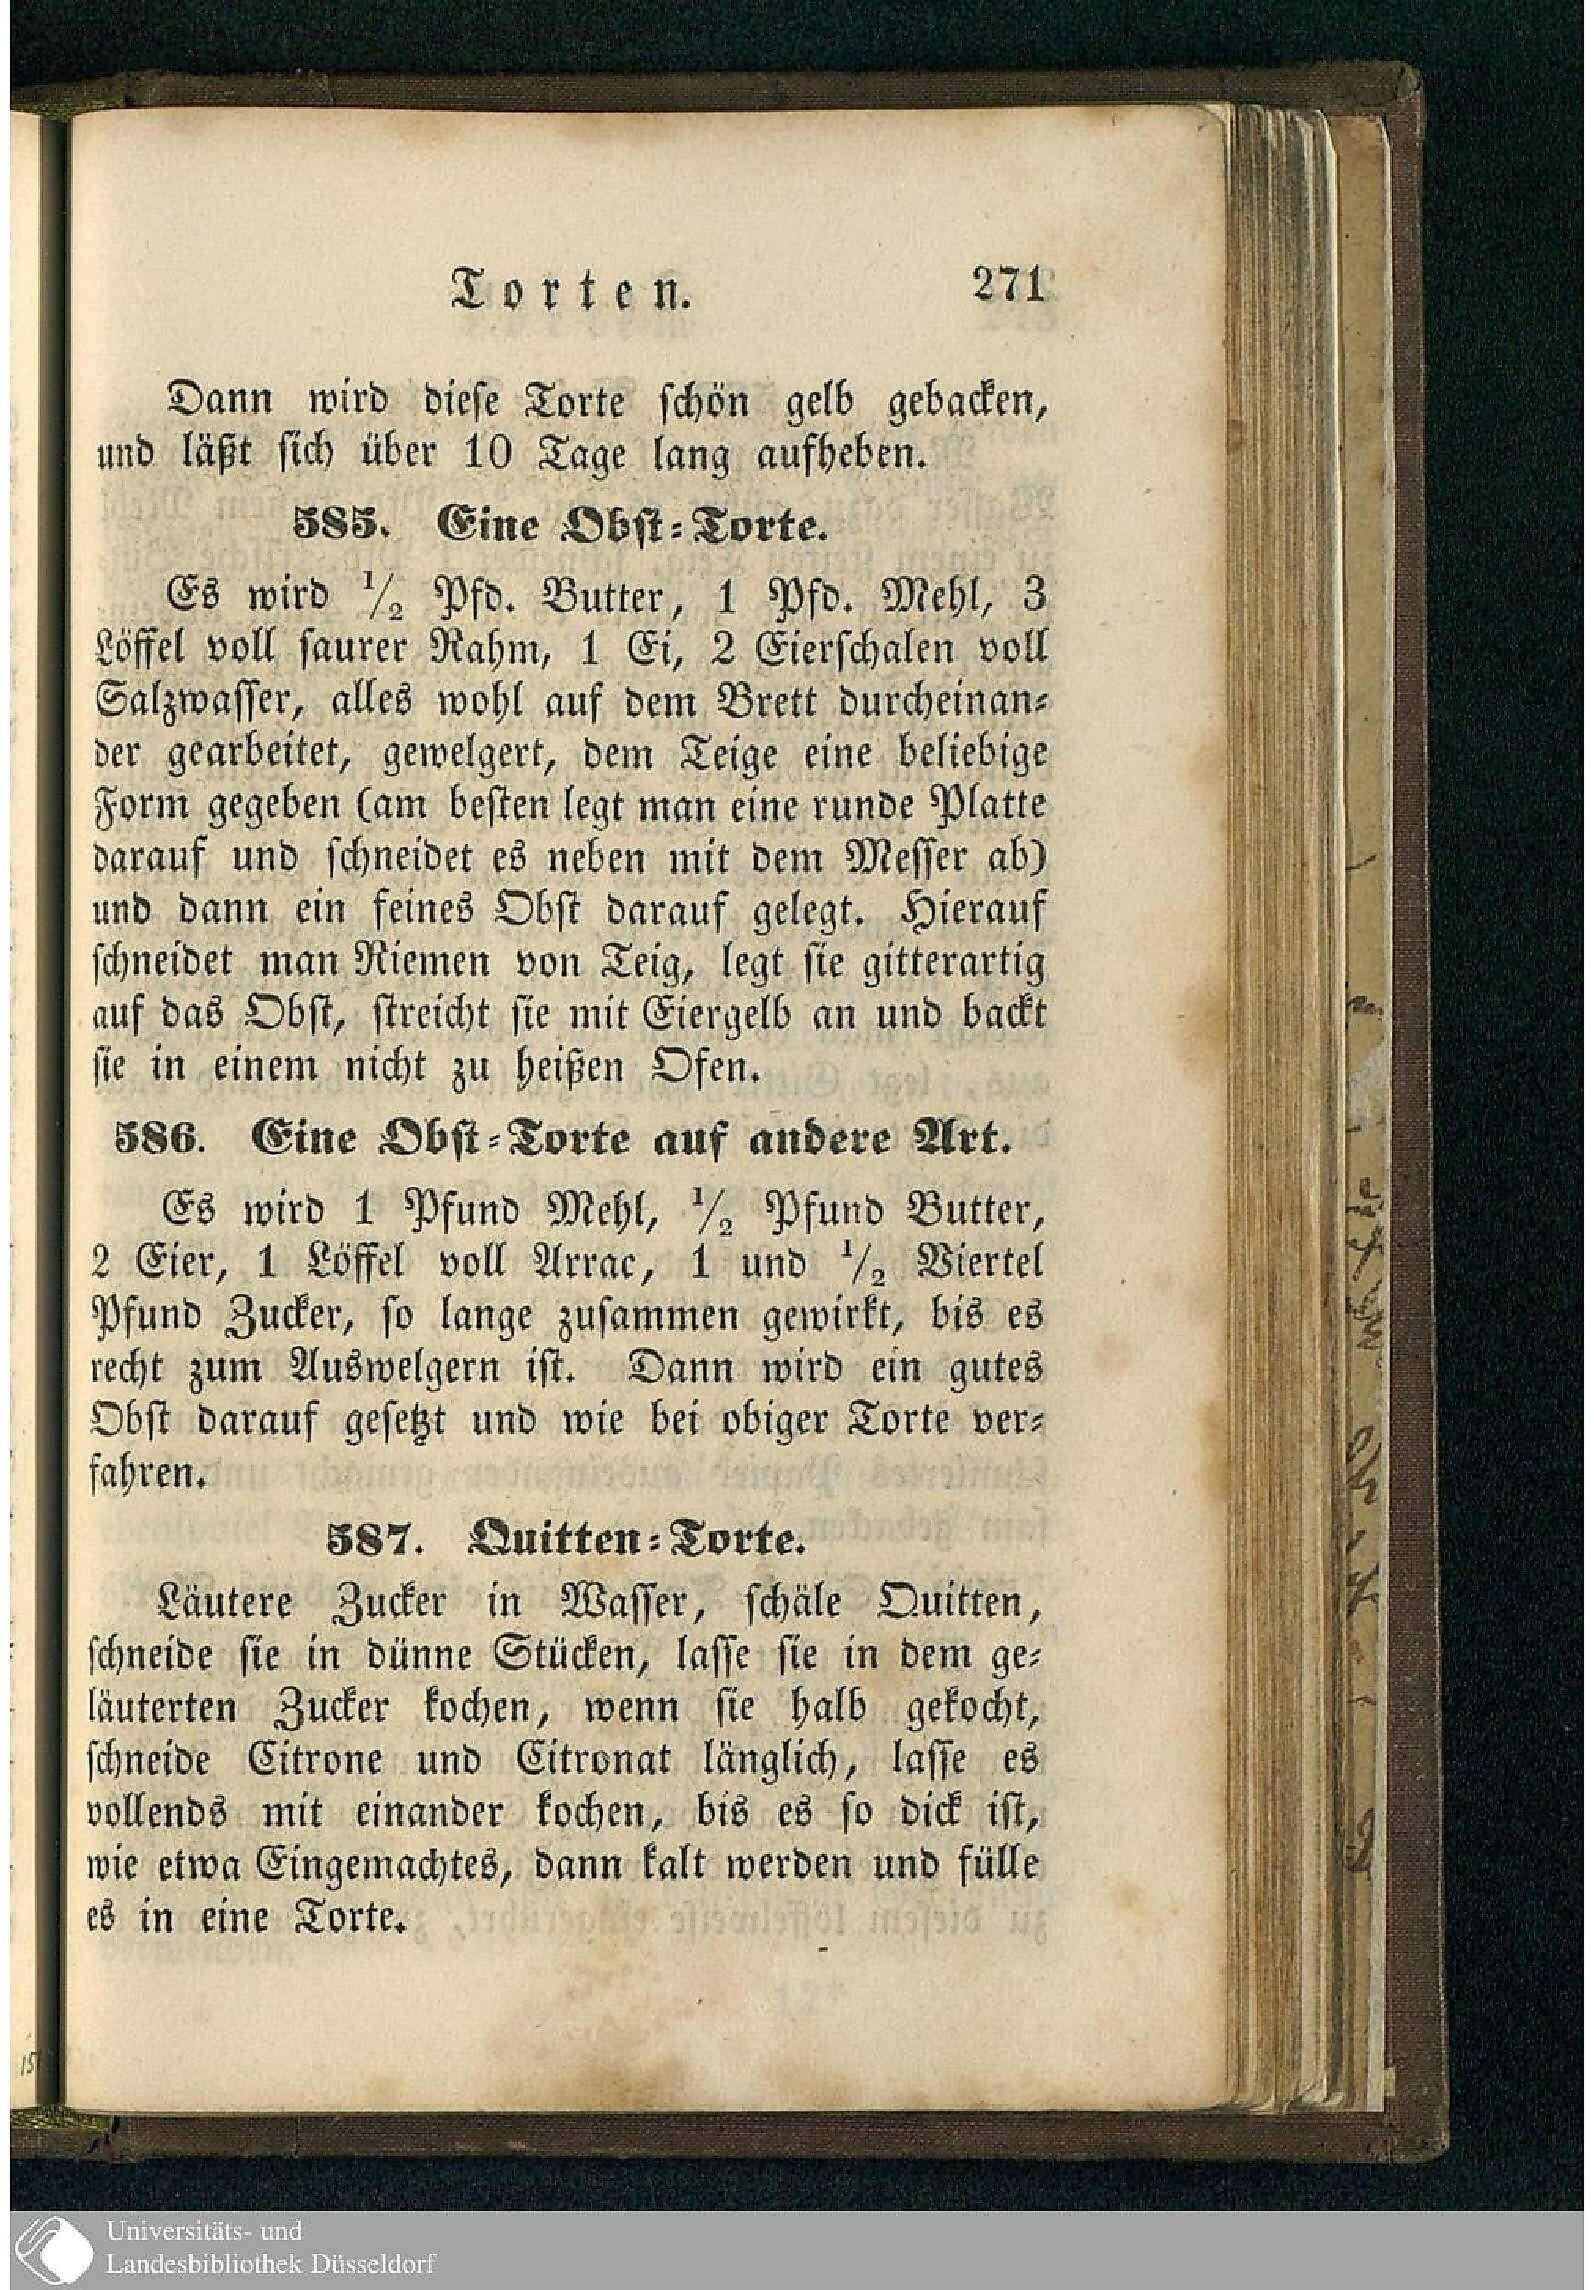 Torten. 271
Dann wird diese Torte schön gelb gebacken,
und läßt sich über 10 Tage lang aufheben.
585. Eine Obst-Torte.
Es wird 1/2 Pfd. Butter, 1 Pfd. Mehl, 3
Löffel voll saurer Rahm, 1 Ei, 2 Eierschalen voll
Salzwasser, alles wohl auf dem Brett durcheinan-
der gearbeitet, gewelgert, dem Teige eine beliebige
Form gegeben (am besten legt man eine runde Platte
darauf und schneidet es neben mit dem Messer ab)
und dann ein feines Obst darauf gelegt. Hierauf
schneidet man Riemen von Teig, legt sie gitterartig
auf das Obst, streicht sie mit Eiergelb an und backt
sie in einem nicht zu heißen Ofen.
586. Eine Obst-Torte auf andere Art.
Es wird 1 Pfund Mehl, 1/2 Pfund Butter,
2 Eier, 1 Löffel voll Arrac, 1 und 1/2 Viertel
Pfund Zucker, so lange zusammen gewirkt, bis es
recht zum Auswelgern ist. Dann wird ein gutes
Obst darauf gesetzt und wie bei obiger Torte ver-
fahren.
587. Quitten-Torte.
Läutere Zucker in Wasser, schäle Quitten,
schneide sie in dünne Stücken, lasse sie in dem ge-
läuterten Zucker kochen, wenn sie halb gekocht,
schneide Citrone und Citronat länglich, lasse es
vollends mit einander kochen, bis es so dick ist,
wie etwa Eingemachtes, dann kalt werden und fülle
es in eine Torte.
Universitäts- und
Landesbibliothek Düsseldorf